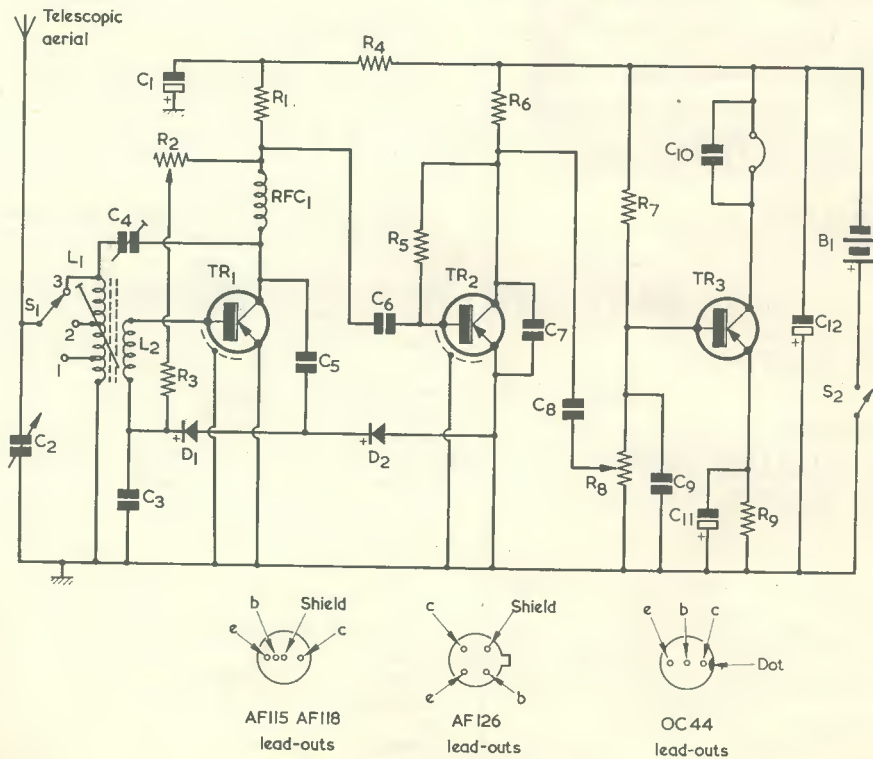 Telescopic
aerial
C1
+
R1
R4
R6
R2
RFC1
C4
L1
S1
3
2
1
L2
TR1
R3
C5
C6
R5
TR2
C7
C8
R7
C10
TR3
B1
+
C12
+
S2
C2
C3
+
D1
+
D2
R8
C9
C11
+
R9
b
Shield
e
c
AF115 AF118
lead-outs
c
Shield
e
b
AF126
lead-outs
e
b
c
Dot
OC44
lead-outs